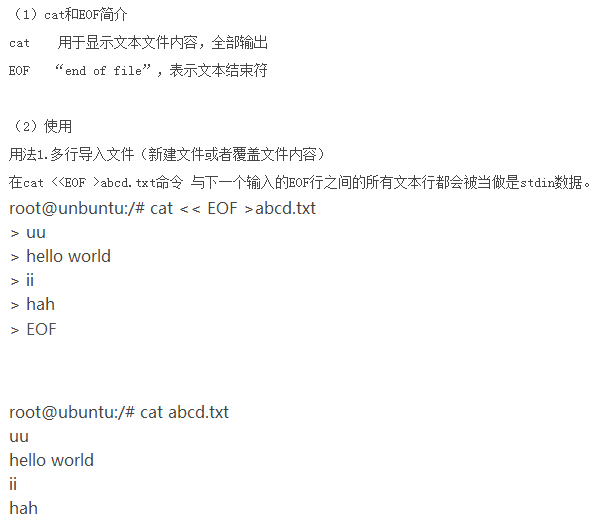 （1）cat和EOF简介
cat 用于显示文本文件内容，全部输出
EOF “end of file”，表示文本结束符
（2）使用
用法1.多行导入文件（新建文件或者覆盖文件内容）
在cat <<EOF >abcd.txt命令 与下一个输入的EOF行之间的所有文本行都会被当做是stdin数据。
root@unbuntu:/# cat << EOF >abcd.txt
> uu
> hello world
> ii
> hah
> EOF
root@ubuntu:/# cat abcd.txt
uu
hello world
ii
hah